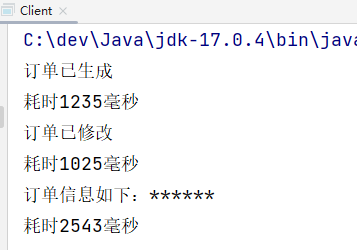 Client
C:\dev\Java\jdk-17.0.4\bin\java
订单已生成
耗时1235毫秒
订单已修改
耗时1025毫秒
订单信息如下：******
耗时2543毫秒